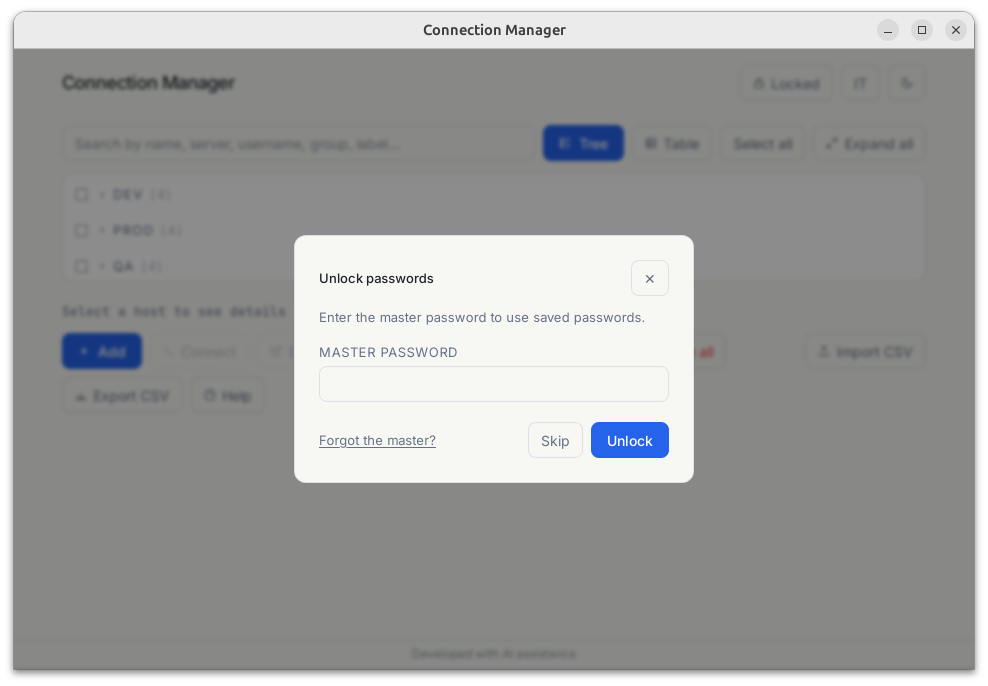 Connection Manager
Connection Manager
Locked
IT
Search by name, server, username, group, label...
Tree
Table
Select all
Expand all
DEV (4)
PROD (4)
QA (4)
Select a host to see details
Add
Connect
all
Import CSV
Export CSV
Help
Unlock passwords
Enter the master password to use saved passwords.
MASTER PASSWORD
Forgot the master?
Skip
Unlock
Developed with AI assistance